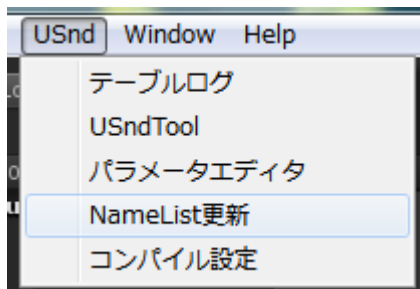 USnd Window Help
テーブルログ
USndTool
パラメータエディタ
NameList更新
コンパイル設定